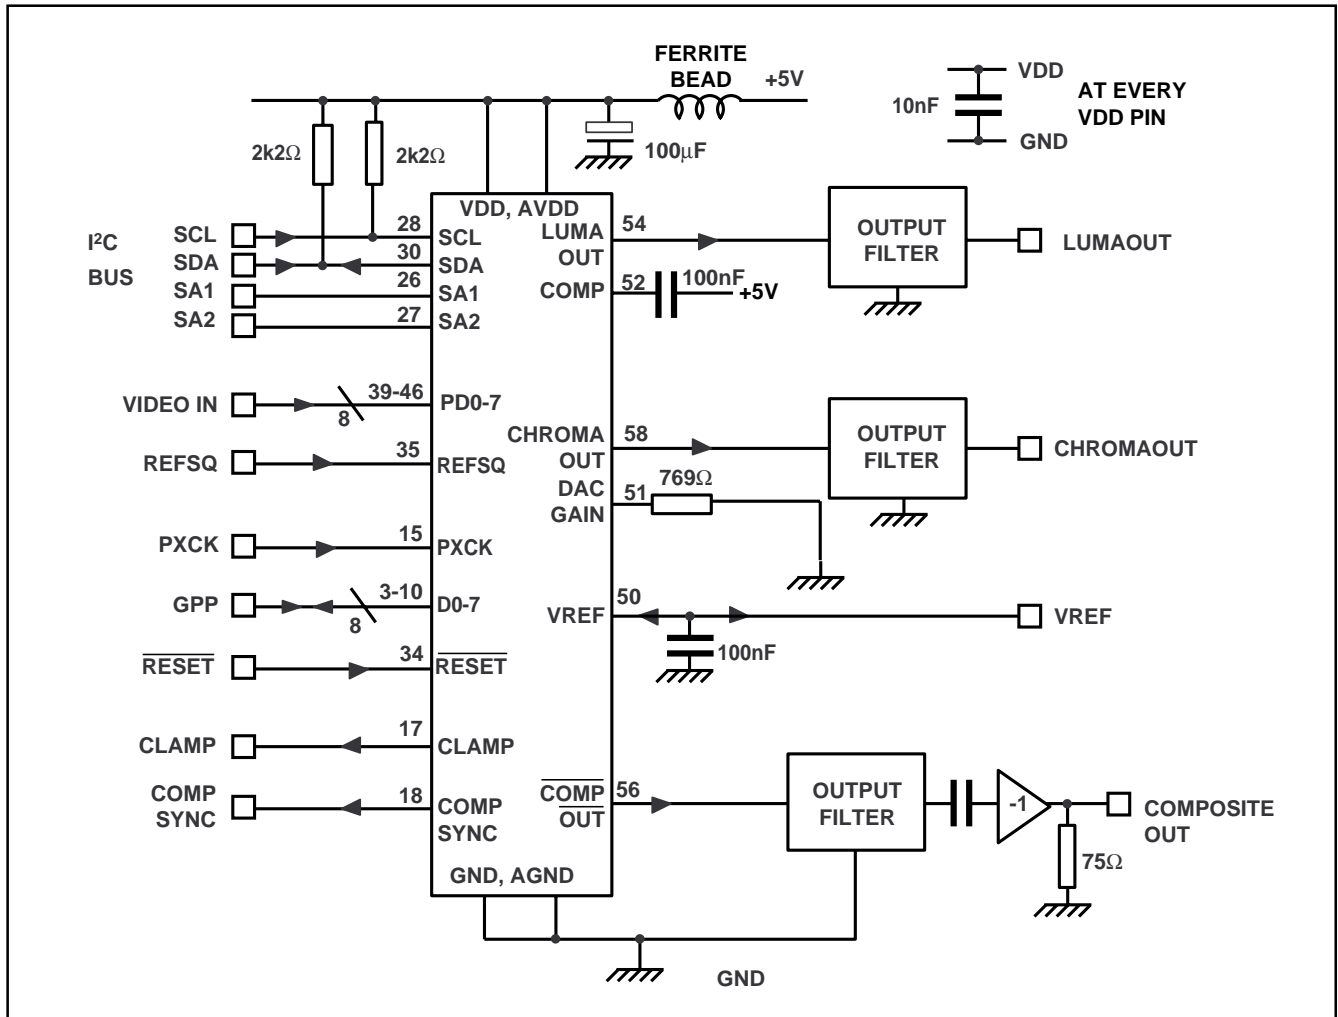 FERRITE
BEAD
+5V
VDD
10nF
AT EVERY
VDD PIN
GND
2k2Ω
2k2Ω
100μF
I²C
BUS
SCL
28
SCL
SDA
30
SDA
SA1
26
SA1
SA2
27
SA2
VDD, AVDD
LUMA
OUT
54
OUTPUT
FILTER
LUMAOUT
COMP
52
100nF
+5V
VIDEO IN
8
39-46
PD0-7
REFSQ
35
REFSQ
CHROMA
OUT
58
OUTPUT
FILTER
CHROMAOUT
DAC
GAIN
51
769Ω
PXCK
15
PXCK
GPP
8
3-10
D0-7
VREF
50
VREF
100nF
RESET
34
RESET
CLAMP
17
CLAMP
COMP
SYNC
18
COMP
SYNC
COMP
OUT
56
OUTPUT
FILTER
-1
COMPOSITE
OUT
75Ω
GND, AGND
GND